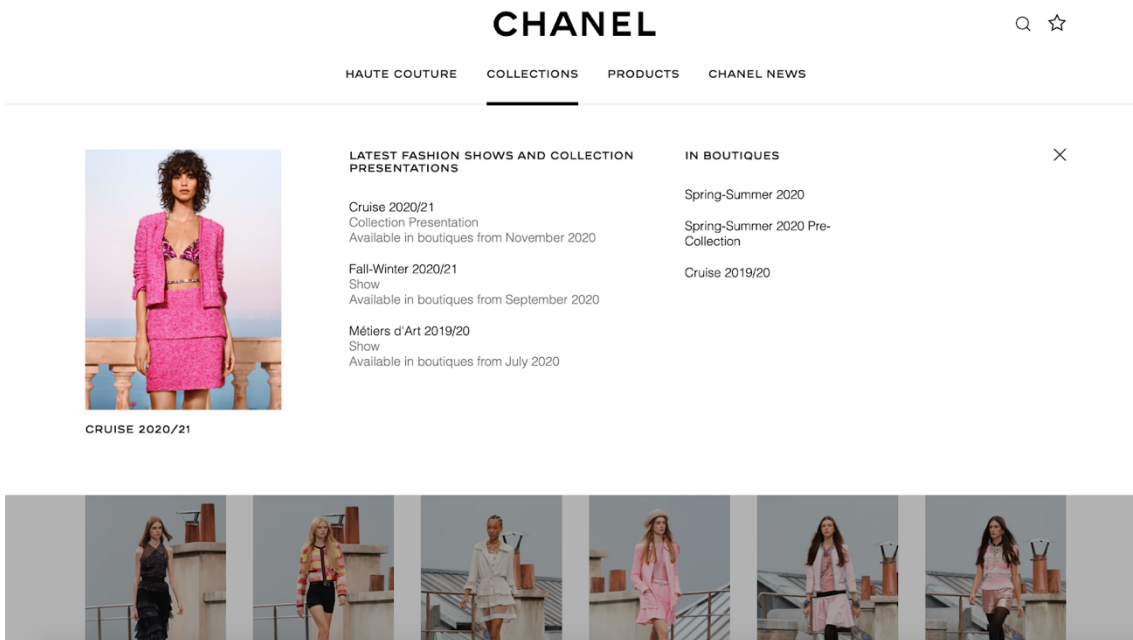 CHANEL
HAUTE COUTURE
COLLECTIONS
PRODUCTS
CHANEL NEWS
CRUISE 2020/21
LATEST FASHION SHOWS AND COLLECTION
PRESENTATIONS
Cruise 2020/21
Collection Presentation
Available in boutiques from November 2020
Fall-Winter 2020/21
Show
Available in boutiques from September 2020
Métiers d'Art 2019/20
Show
Available in boutiques from July 2020
IN BOUTIQUES
Spring-Summer 2020
Spring-Summer 2020 Pre-
Collection
Cruise 2019/20